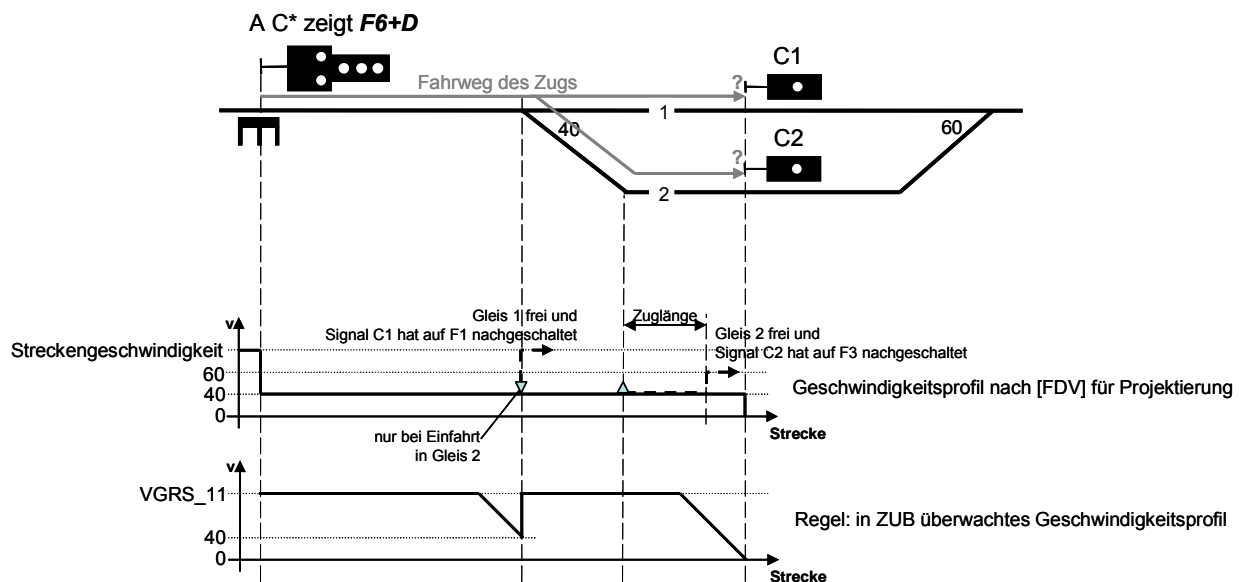 A C* zeigt F6+D
C1
Fahrweg des Zugs
?
1
40
60
C2
?
2
Gleis 1 frei und
Signal C1 hat auf F1 nachgeschaltet
Zuglänge
Gleis 2 frei und
Signal C2 hat auf F3 nachgeschaltet
v
Streckengeschwindigkeit
60
40
0
Geschwindigkeitsprofil nach [FDV] für Projektierung
Strecke
nur bei Einfahrt
in Gleis 2
v
VGRS_11
40
0
Regel: in ZUB überwachtes Geschwindigkeitsprofil
Strecke